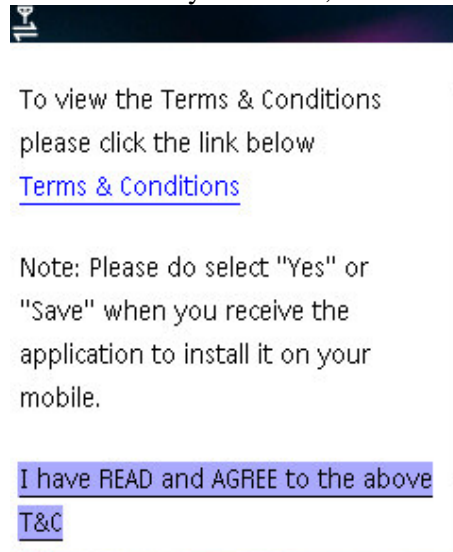 To view the Terms & Conditions
please click the link below
Terms & Conditions
Note: Please do select "Yes" or
"Save" when you receive the
application to install it on your
mobile.
I have READ and AGREE to the above
T&C